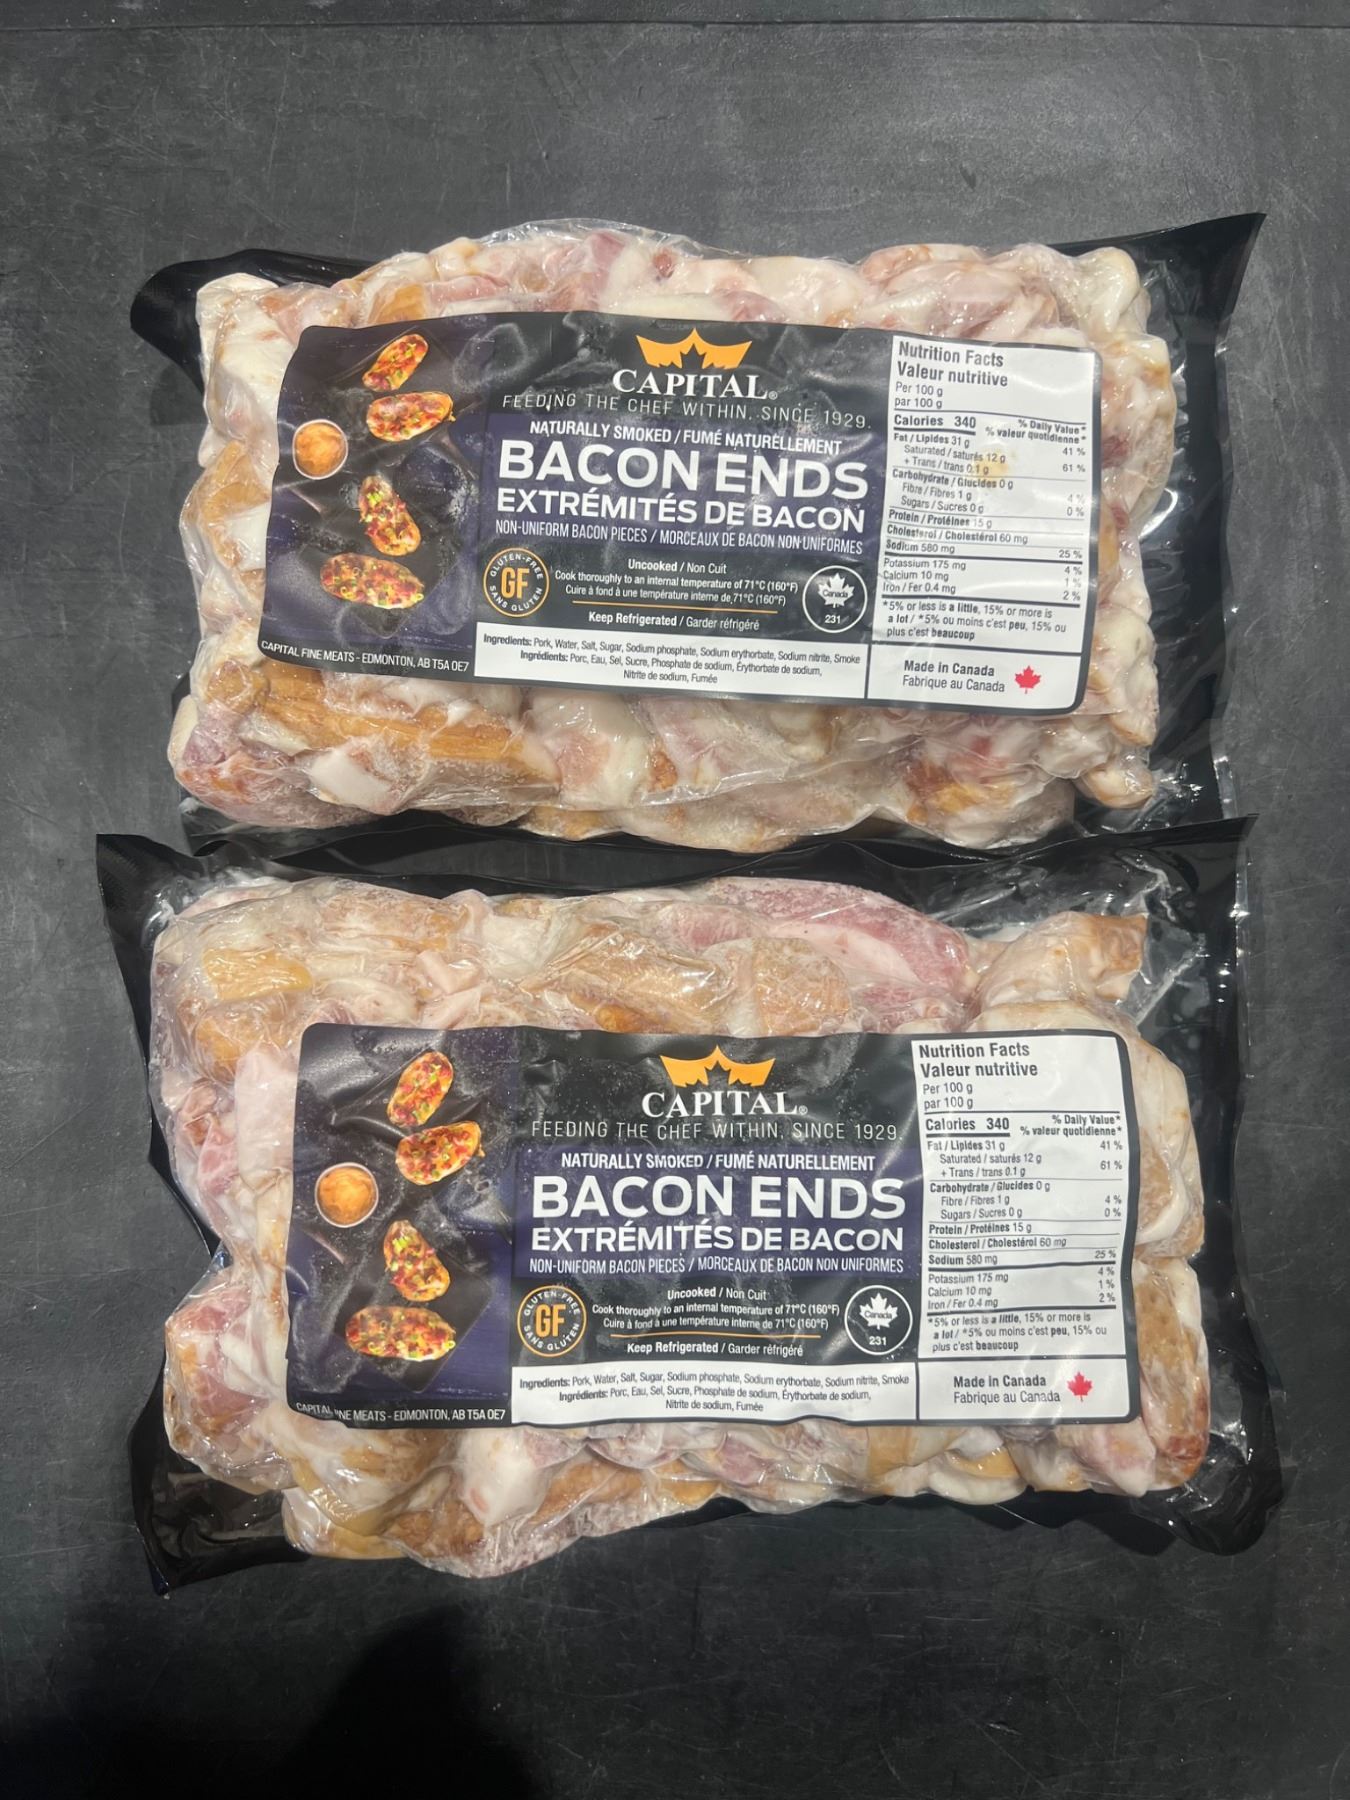 CAPITAL®
FEEDING THE CHEF WITHIN, SINCE 1929.
NATURALLY SMOKED / FUMÉ NATURELLEMENT
BACON ENDS
EXTRÉMITÉS DE BACON
NON-UNIFORM BACON PIECES / MORCEAUX DE BACON NON UNIFORMES
GLUTEN-FREE
GF
SANS GLUTEN
Uncooked / Non Cuit
Cook thoroughly to an internal temperature of 71°C (160°F)
Cuire à fond à une température interne de 71°C (160°F)
Keep Refrigerated / Garder réfrigéré
Canada
231
CAPITAL FINE MEATS - EDMONTON, AB T5A 0E7
Ingredients: Pork, Water, Salt, Sugar, Sodium phosphate, Sodium erythorbate, Sodium nitrite, Smoke
Ingrédients: Porc, Eau, Sel, Sucre, Phosphate de sodium, Érythorbate de sodium,
Nitrite de sodium, Fumée
Nutrition Facts
Valeur nutritive
Per 100 g
par 100 g
Calories 340
% Daily Value*
% valeur quotidienne*
Fat / Lipides 31 g 41 %
Saturated / saturés 12 g
+ Trans / trans 0.1 g 61 %
Carbohydrate / Glucides 0 g
Fibre / Fibres 1 g 4 %
Sugars / Sucres 0 g 0 %
Protein / Protéines 15 g
Cholesterol / Cholestérol 60 mg
Sodium 580 mg 25 %
Potassium 175 mg 4 %
Calcium 10 mg 1 %
Iron / Fer 0.4 mg 2 %
*5% or less is a little, 15% or more is
a lot / *5% ou moins c'est peu, 15% ou
plus c'est beaucoup
Made in Canada
Fabrique au Canada
CAPITAL®
FEEDING THE CHEF WITHIN, SINCE 1929.
NATURALLY SMOKED / FUMÉ NATURELLEMENT
BACON ENDS
EXTRÉMITÉS DE BACON
NON-UNIFORM BACON PIECES / MORCEAUX DE BACON NON UNIFORMES
GLUTEN-FREE
GF
SANS GLUTEN
Uncooked / Non Cuit
Cook thoroughly to an internal temperature of 71°C (160°F)
Cuire à fond à une température interne de 71°C (160°F)
Keep Refrigerated / Garder réfrigéré
Canada
231
CAPITAL INE MEATS - EDMONTON, AB T5A 0E7
Ingredients: Pork, Water, Salt, Sugar, Sodium phosphate, Sodium erythorbate, Sodium nitrite, Smoke
Ingrédients: Porc, Eau, Sel, Sucre, Phosphate de sodium, Érythorbate de sodium,
Nitrite de sodium, Fumée
Nutrition Facts
Valeur nutritive
Per 100 g
par 100 g
Calories 340
% Daily Value*
% valeur quotidienne*
Fat / Lipides 31 g 41 %
Saturated / saturés 12 g
+ Trans / trans 0.1 g 61 %
Carbohydrate / Glucides 0 g
Fibre / Fibres 1 g 4 %
Sugars / Sucres 0 g 0 %
Protein / Protéines 15 g
Cholesterol / Cholestérol 60 mg
Sodium 580 mg 25 %
Potassium 175 mg 4 %
Calcium 10 mg 1 %
Iron / Fer 0.4 mg 2 %
*5% or less is a little, 15% or more is
a lot / *5% ou moins c'est peu, 15% ou
plus c'est beaucoup
Made in Canada
Fabrique au Canada